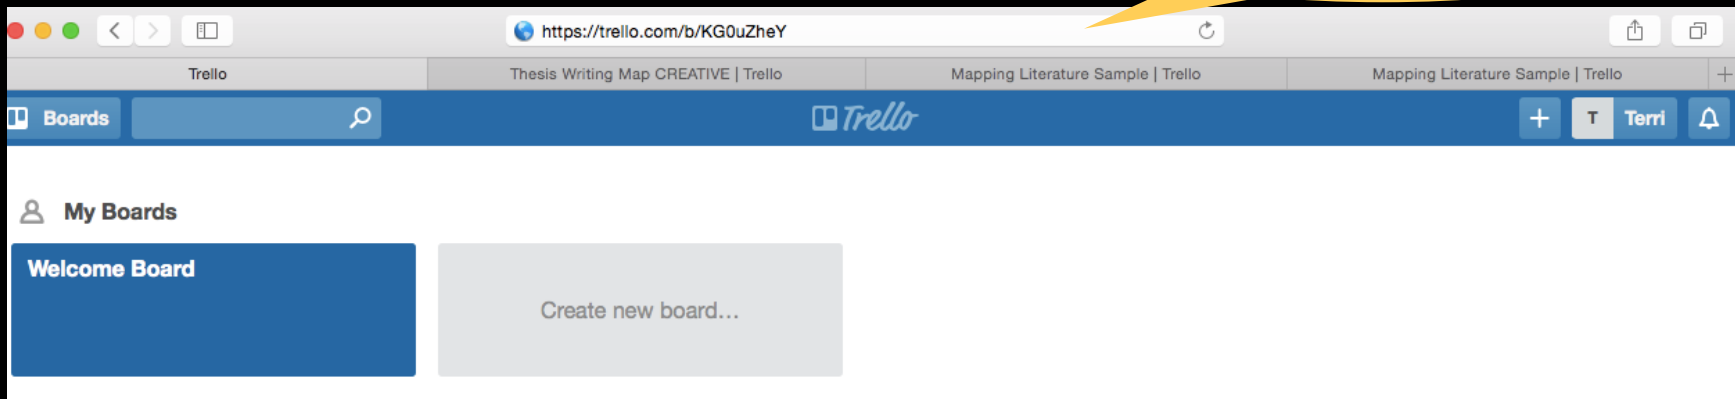 https://trello.com/b/KG0uZheY
Trello Thesis Writing Map CREATIVE | Trello Mapping Literature Sample | Trello Mapping Literature Sample | Trello
Boards Trello T Terri
My Boards
Welcome Board
Create new board...